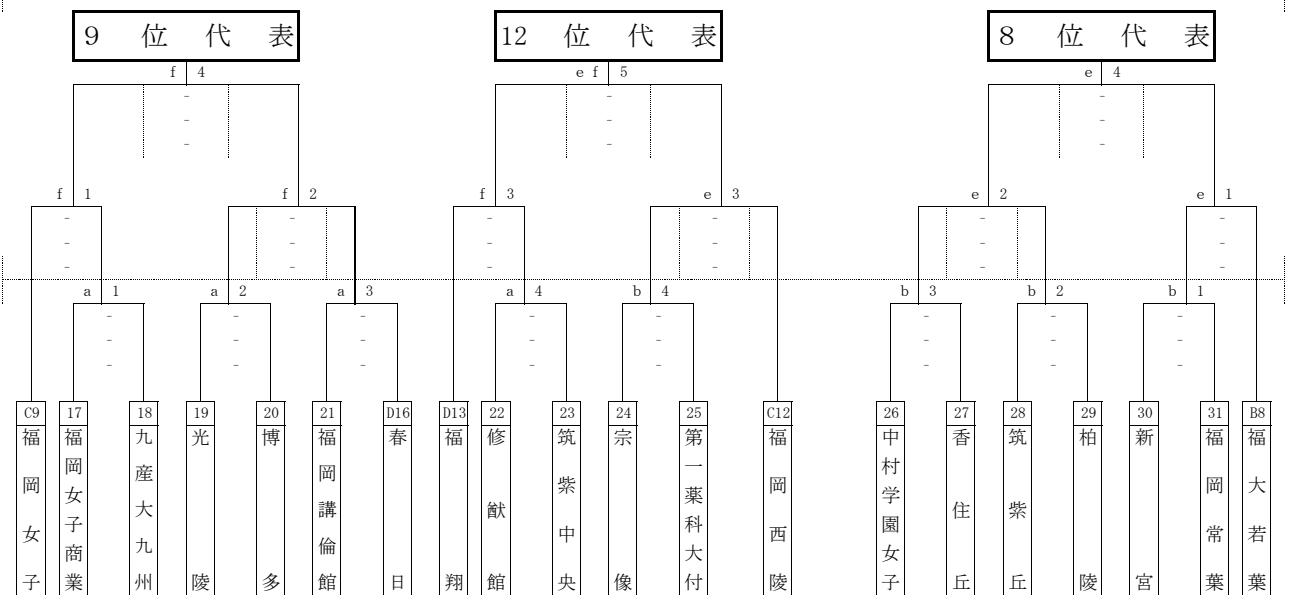 9 位 代 表
12 位 代 表
8 位 代 表
f 4
e f 5
e 4
- - -
- - -
- - -
f 1
f 2
f 3
e 3
e 2
e 1
- - - - - -
- - - - - -
- - - - - -
a 1
a 2
a 3
a 4
b 4
b 3
b 2
b 1
- - - - - - - -
- - - - - - - -
- - - - - - - -
C9
福岡女子
17
福岡女子商業
18
九産大九州
19
光陵
20
博多
21
福岡講倫館
D16
春日
D13
福翔
22
修猷館
23
筑紫中央
24
宗像
25
第一薬科大付
C12
福岡西陵
26
中村学園女子
27
香住丘
28
筑紫丘
29
柏陵
30
新宮
31
福岡常葉
B8
福大若葉